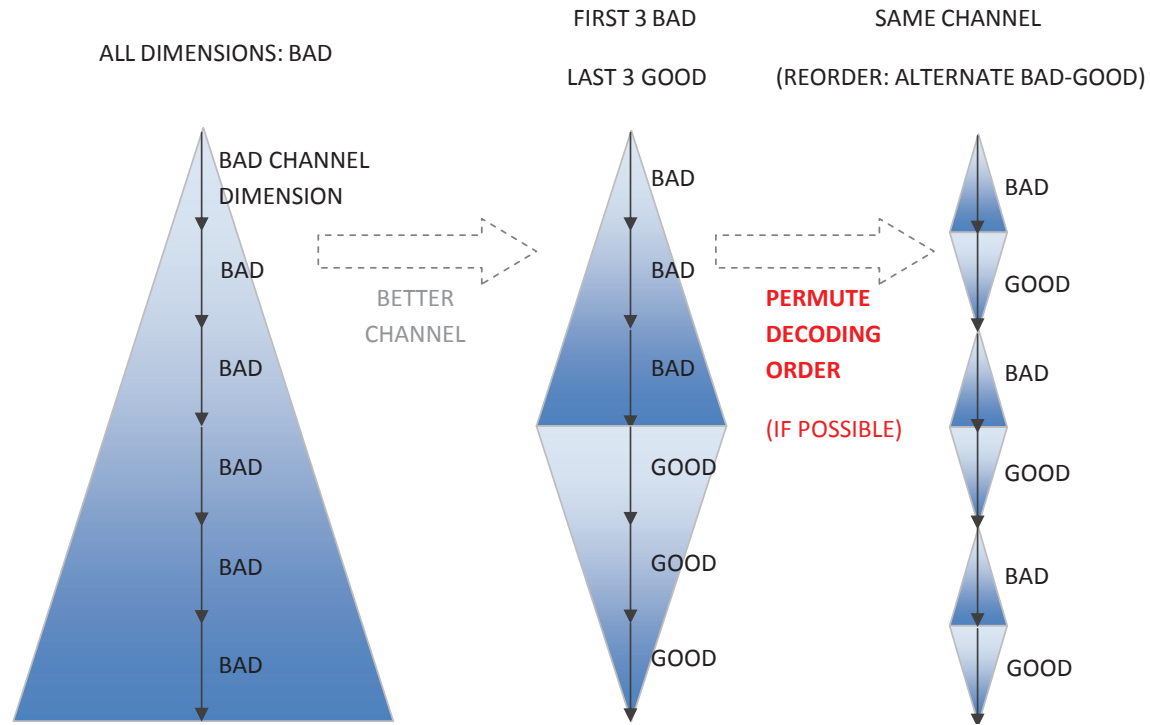 ALL DIMENSIONS: BAD
BAD CHANNEL
DIMENSION
BAD
BAD
BAD
BAD
BAD
BETTER
CHANNEL
FIRST 3 BAD
LAST 3 GOOD
BAD
BAD
BAD
GOOD
GOOD
GOOD
PERMUTE
DECODING
ORDER
(IF POSSIBLE)
SAME CHANNEL
(REORDER: ALTERNATE BAD-GOOD)
BAD
GOOD
BAD
GOOD
BAD
GOOD